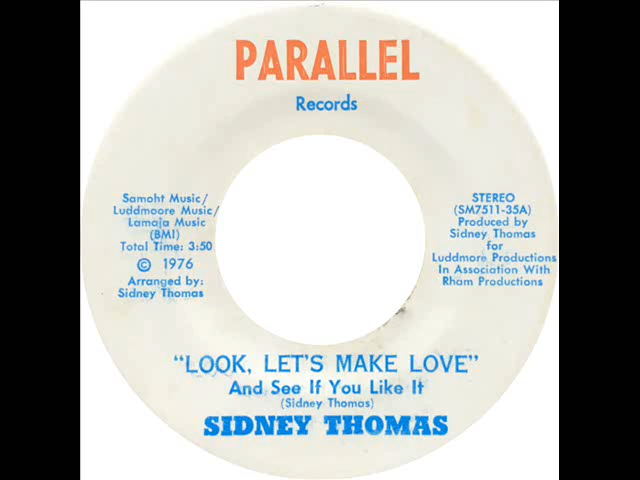 PARALLEL
Records
Samoht Music/
Luddmoore Music/
Lamaja Music
(BMI)
Total Time: 3:50
© 1976
Arranged by:
Sidney Thomas
STEREO
(SM7511-35A)
Produced by
Sidney Thomas
for
Luddmore Productions
In Association With
Rham Productions
"LOOK, LET'S MAKE LOVE"
And See If You Like It
(Sidney Thomas)
SIDNEY THOMAS